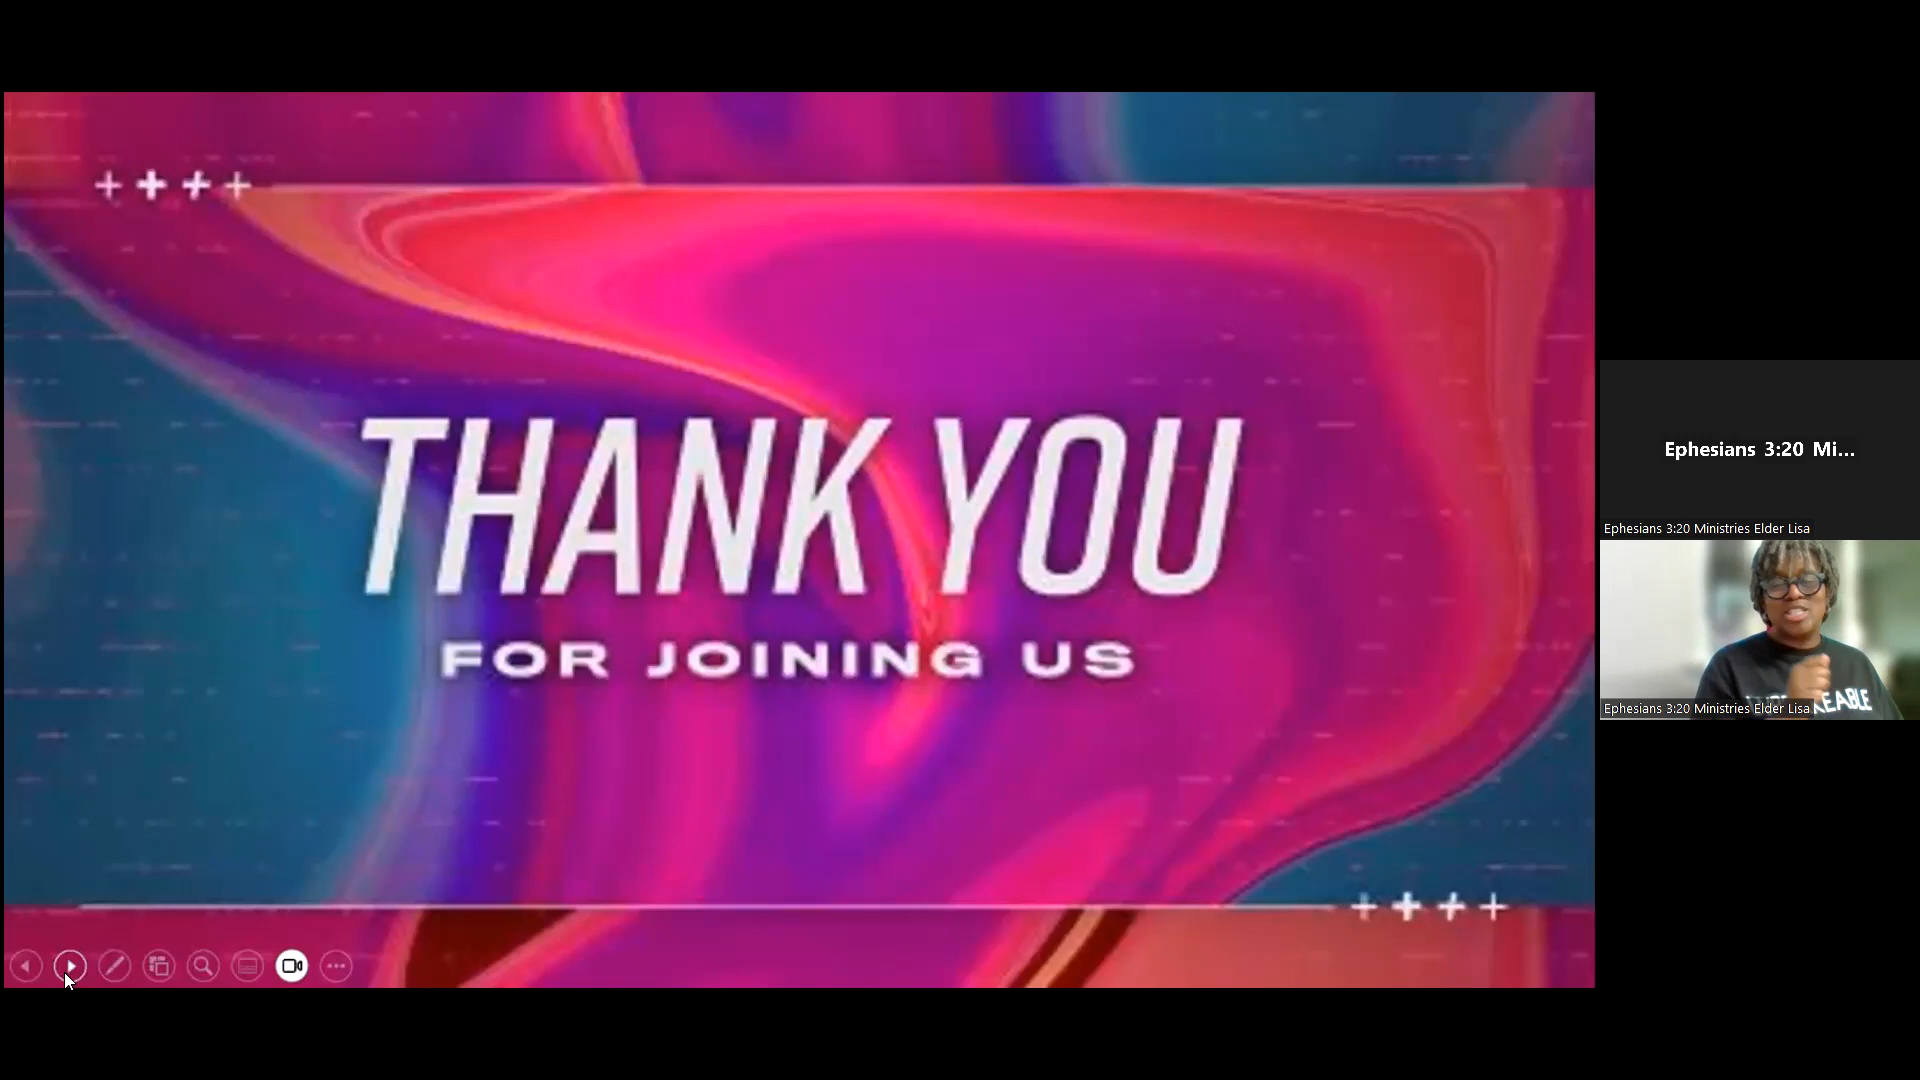 THANK YOU
FOR JOINING US
Ephesians 3:20 Mi...
Ephesians 3:20 Ministries Elder Lisa
Ephesians 3:20 Ministries Elder Lisa